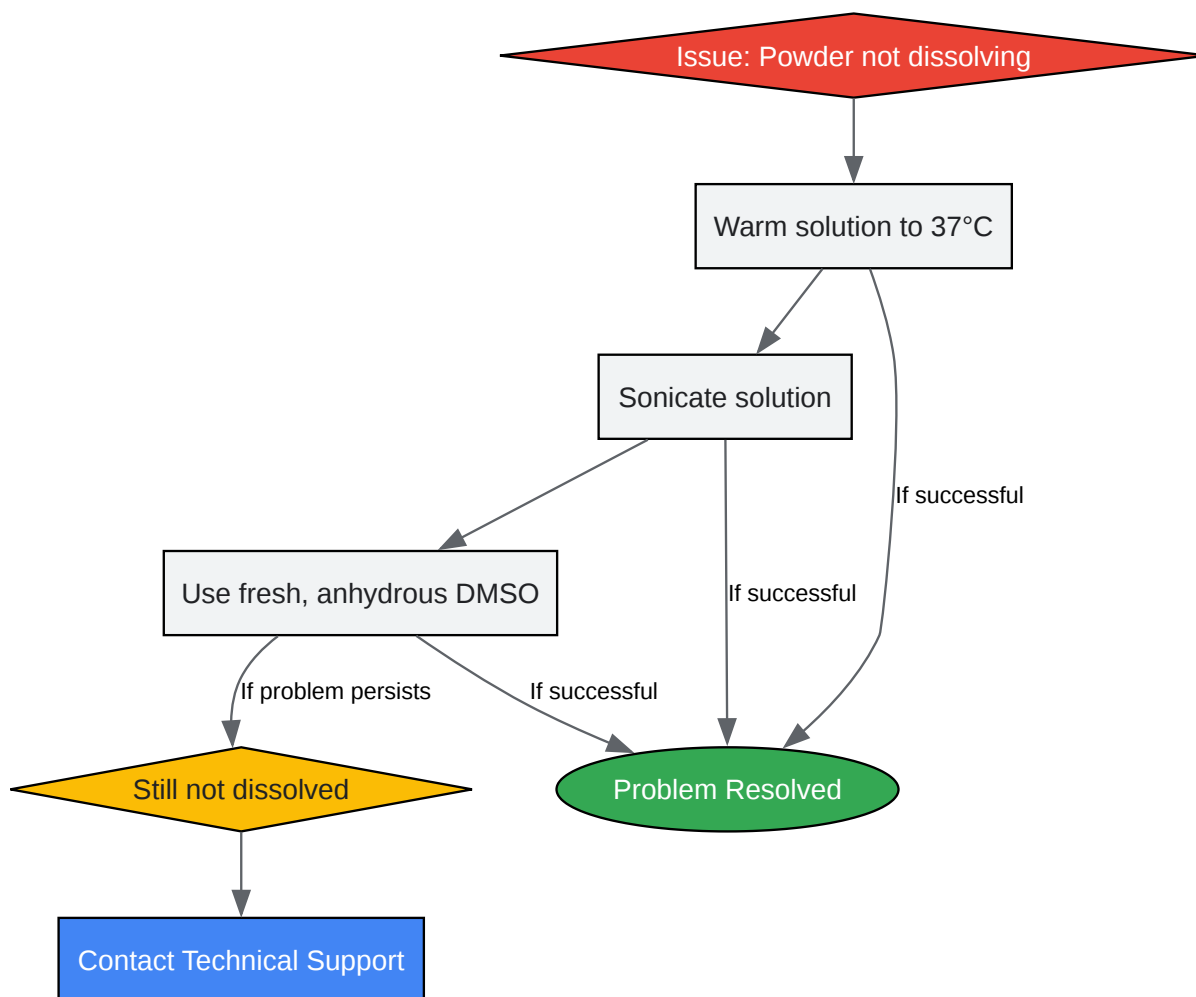 Issue: Powder not dissolving
Warm solution to 37°C
Sonicate solution
If successful
Use fresh, anhydrous DMSO
If successful
If problem persists
If successful
Still not dissolved
Problem Resolved
Contact Technical Support